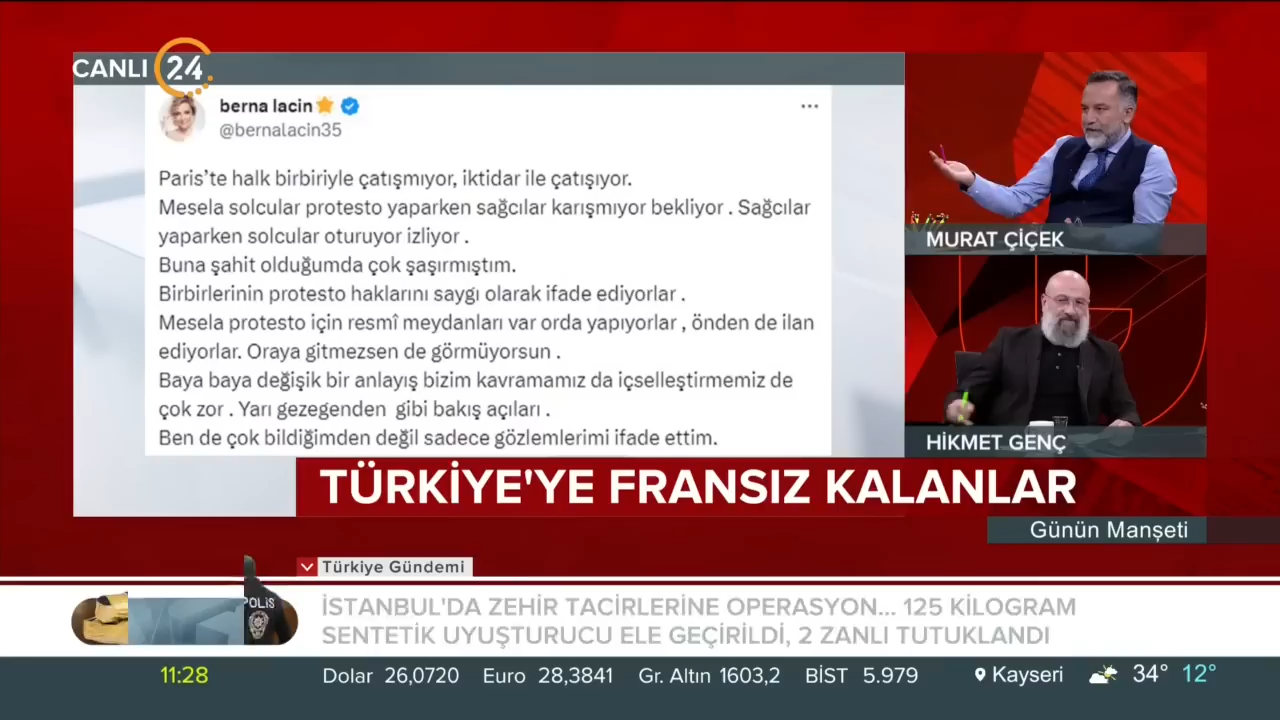 CANLI 24
berna lacin
@bernalacin35
Paris'te halk birbiriyle çatışmıyor, iktidar ile çatışıyor.
Mesela solcular protesto yaparken sağcılar karışmıyor bekliyor . Sağcılar
yaparken solcular oturuyor izliyor .
Buna şahit olduğumda çok şaşırmıştım.
Birbirlerinin protesto haklarını saygı olarak ifade ediyorlar .
Mesela protesto için resmî meydanları var orda yapıyorlar , önden de ilan
ediyorlar. Oraya gitmezsen de görmüyorsun .
Baya baya değişik bir anlayış bizim kavramamız da içselleştirmemiz de
çok zor . Yarı gezegenden gibi bakış açıları .
Ben de çok bildiğimden değil sadece gözlemlerimi ifade ettim.
MURAT ÇİÇEK
HİKMET GENÇ
TÜRKİYE'YE FRANSIZ KALANLAR
Günün Manşeti
Türkiye Gündemi
POLİS
İSTANBUL'DA ZEHİR TACİRLERİNE OPERASYON... 125 KİLOGRAM
SENTETİK UYUŞTURUCU ELE GEÇİRİLDİ, 2 ZANLI TUTUKLANDI
11:28 Dolar 26,0720 Euro 28,3841 Gr. Altın 1603,2 BİST 5.979 Kayseri 34° 12°